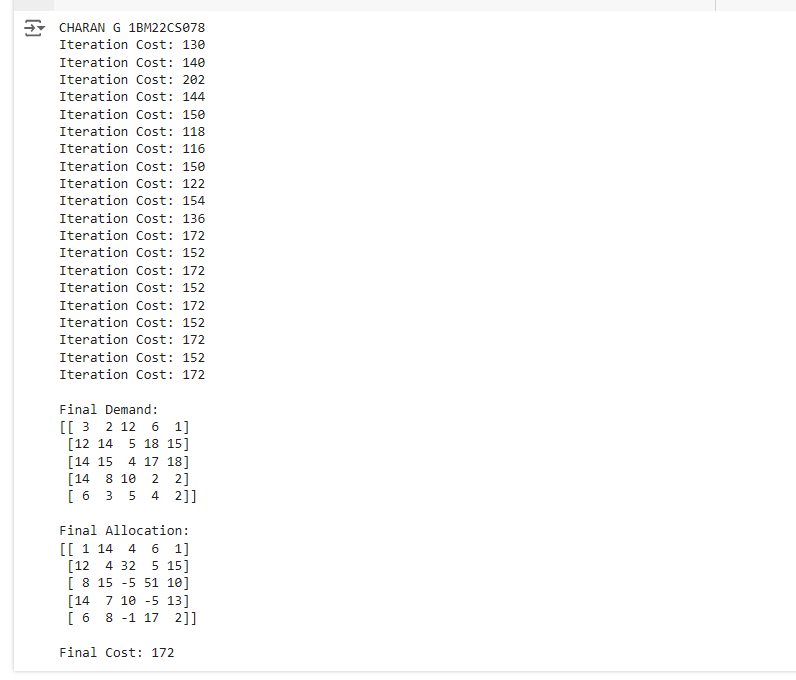 CHARAN G 1BM22CS078
Iteration Cost: 130
Iteration Cost: 140
Iteration Cost: 202
Iteration Cost: 144
Iteration Cost: 150
Iteration Cost: 118
Iteration Cost: 116
Iteration Cost: 150
Iteration Cost: 122
Iteration Cost: 154
Iteration Cost: 136
Iteration Cost: 172
Iteration Cost: 152
Iteration Cost: 172
Iteration Cost: 152
Iteration Cost: 172
Iteration Cost: 152
Iteration Cost: 172
Iteration Cost: 152
Iteration Cost: 172
Final Demand:
[[ 3  2 12  6  1]
 [12 14  5 18 15]
 [14 15  4 17 18]
 [14  8 10  2  2]
 [ 6  3  5  4  2]]
Final Allocation:
[[ 1 14  4  6  1]
 [12  4 32  5 15]
 [ 8 15 -5 51 10]
 [14  7 10 -5 13]
 [ 6  8 -1 17  2]]
Final Cost: 172